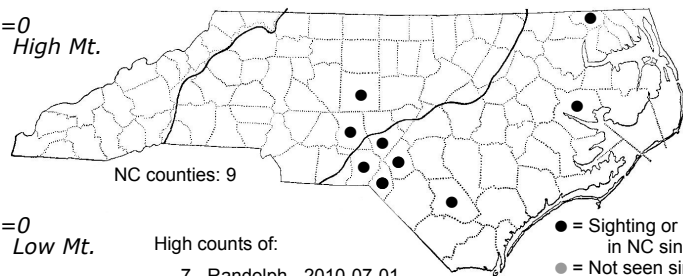 =0
High Mt.
NC counties: 9
=0
Low Mt.
High counts of:
7 - Randolph - 2010-07-01
● = Sighting or
in NC sin
● = Not seen sin